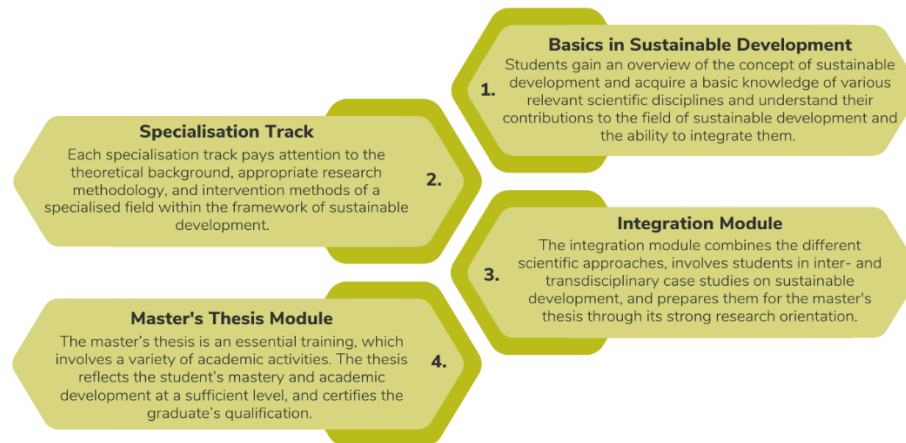 Basics in Sustainable Development
Students gain an overview of the concept of sustainable
development and acquire a basic knowledge of various
1.
relevant scientific disciplines and understand their
contributions to the field of sustainable development and
the ability to integrate them.
Specialisation Track
Each specialisation track pays attention to the
theoretical background, appropriate research
2.
methodology, and intervention methods of a
specialised field within the framework of sustainable
development.
Integration Module
The integration module combines the different
scientific approaches, involves students in inter- and
3.
transdisciplinary case studies on sustainable
development, and prepares them for the master's
thesis through its strong research orientation.
Master's Thesis Module
The master’s thesis is an essential training, which
involves a variety of academic activities. The thesis
4.
reflects the student’s mastery and academic
development at a sufficient level, and certifies the
graduate’s qualification.